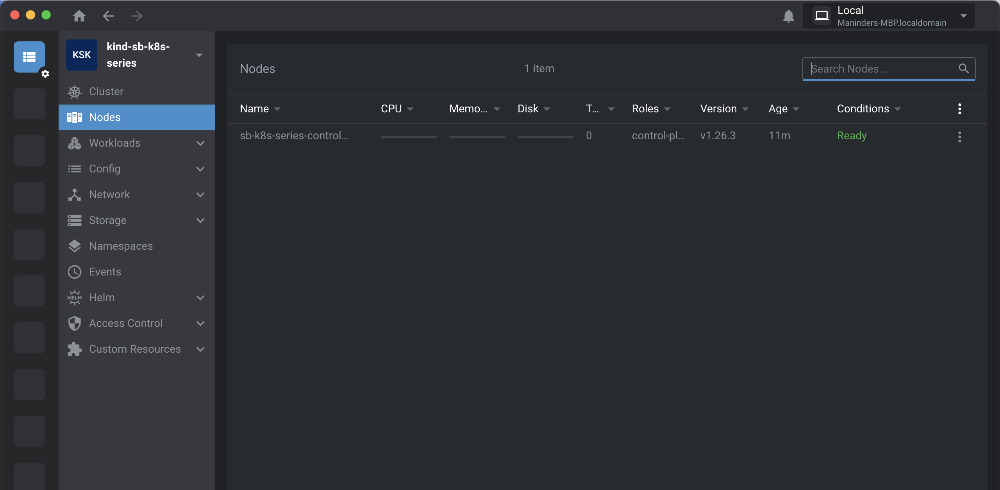 Local
Maninders-MBP.localdomain
KSK
kind-sb-k8s-
series
Cluster
Nodes
Workloads
Config
Network
Storage
Namespaces
Events
HELM
Helm
Access Control
Custom Resources
Nodes
1 item
Search Nodes...
Name CPU Memo... Disk T... Roles Version Age Conditions
sb-k8s-series-control... 0 control-pl... v1.26.3 11m Ready